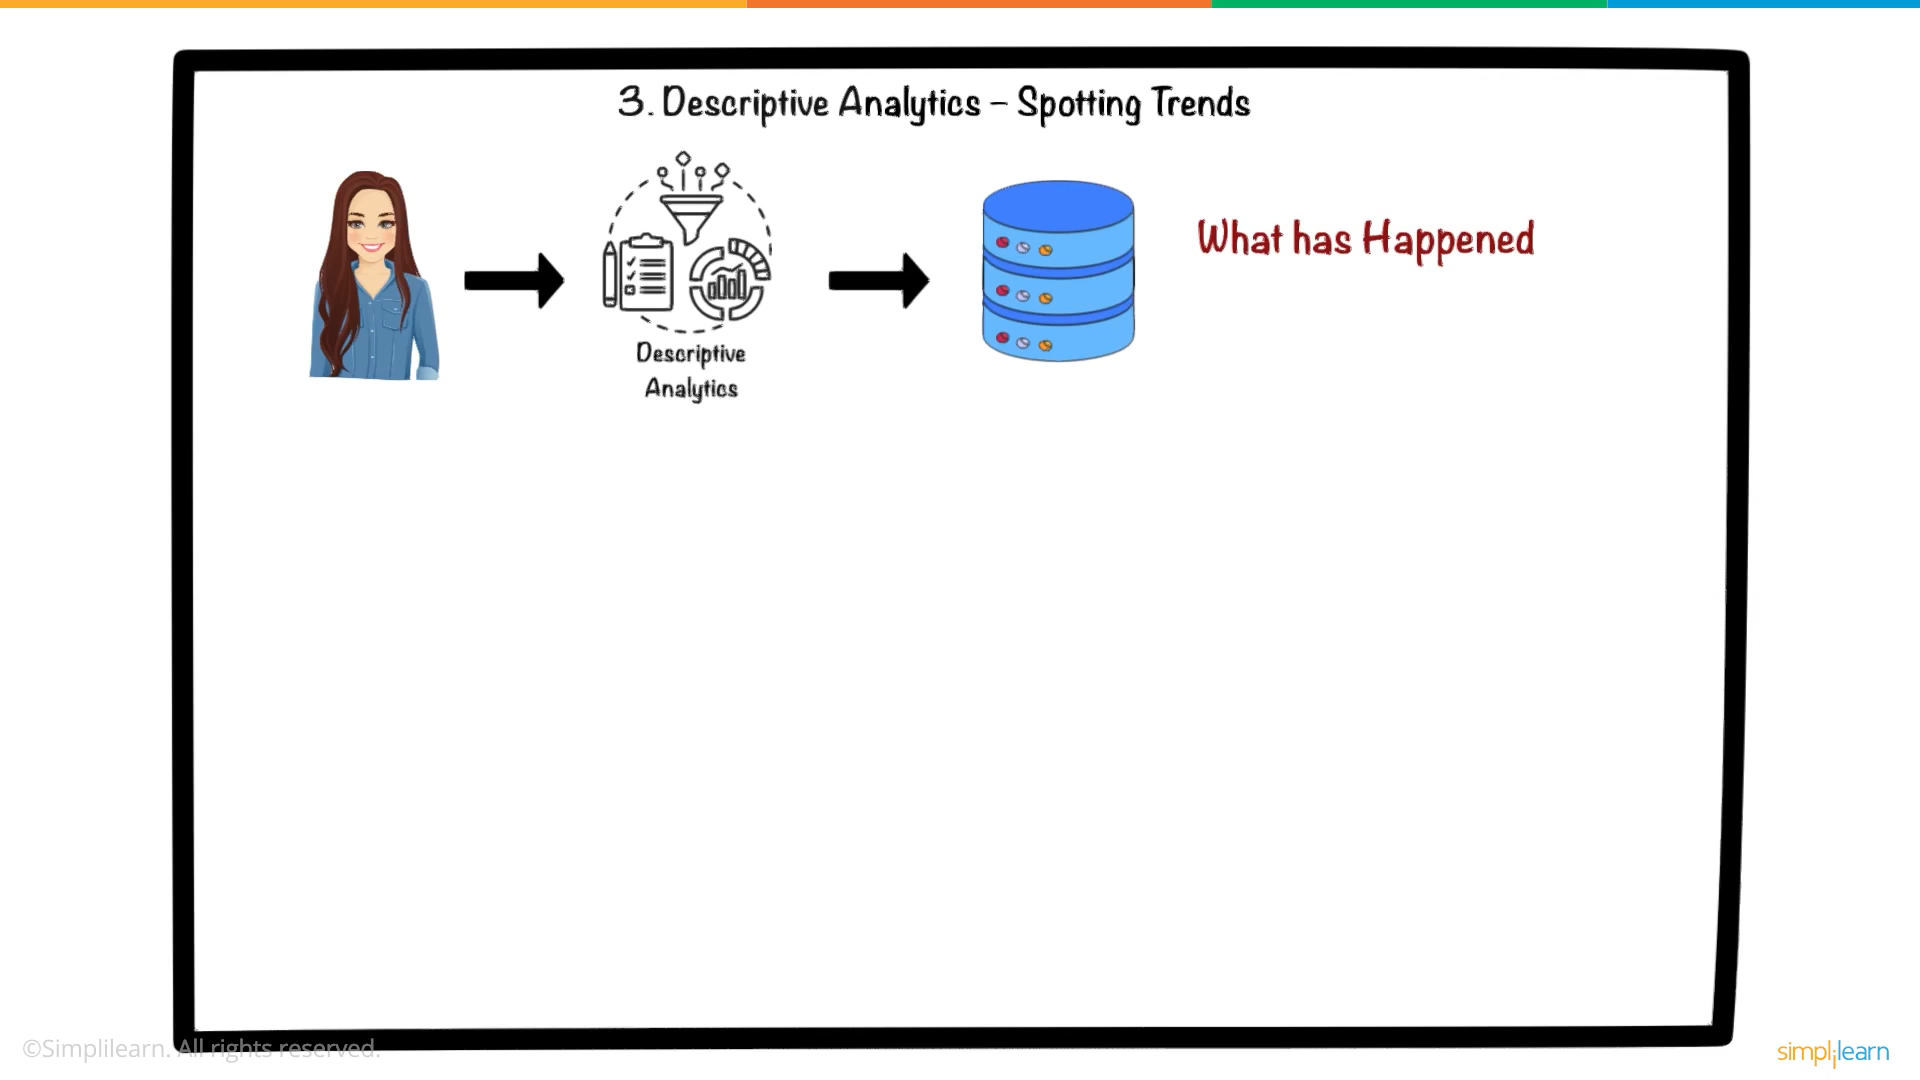 3. Descriptive Analytics – Spotting Trends
What has Happened
Descriptive
Analytics
©Simplilearn. All rights reserved.
simplilearn